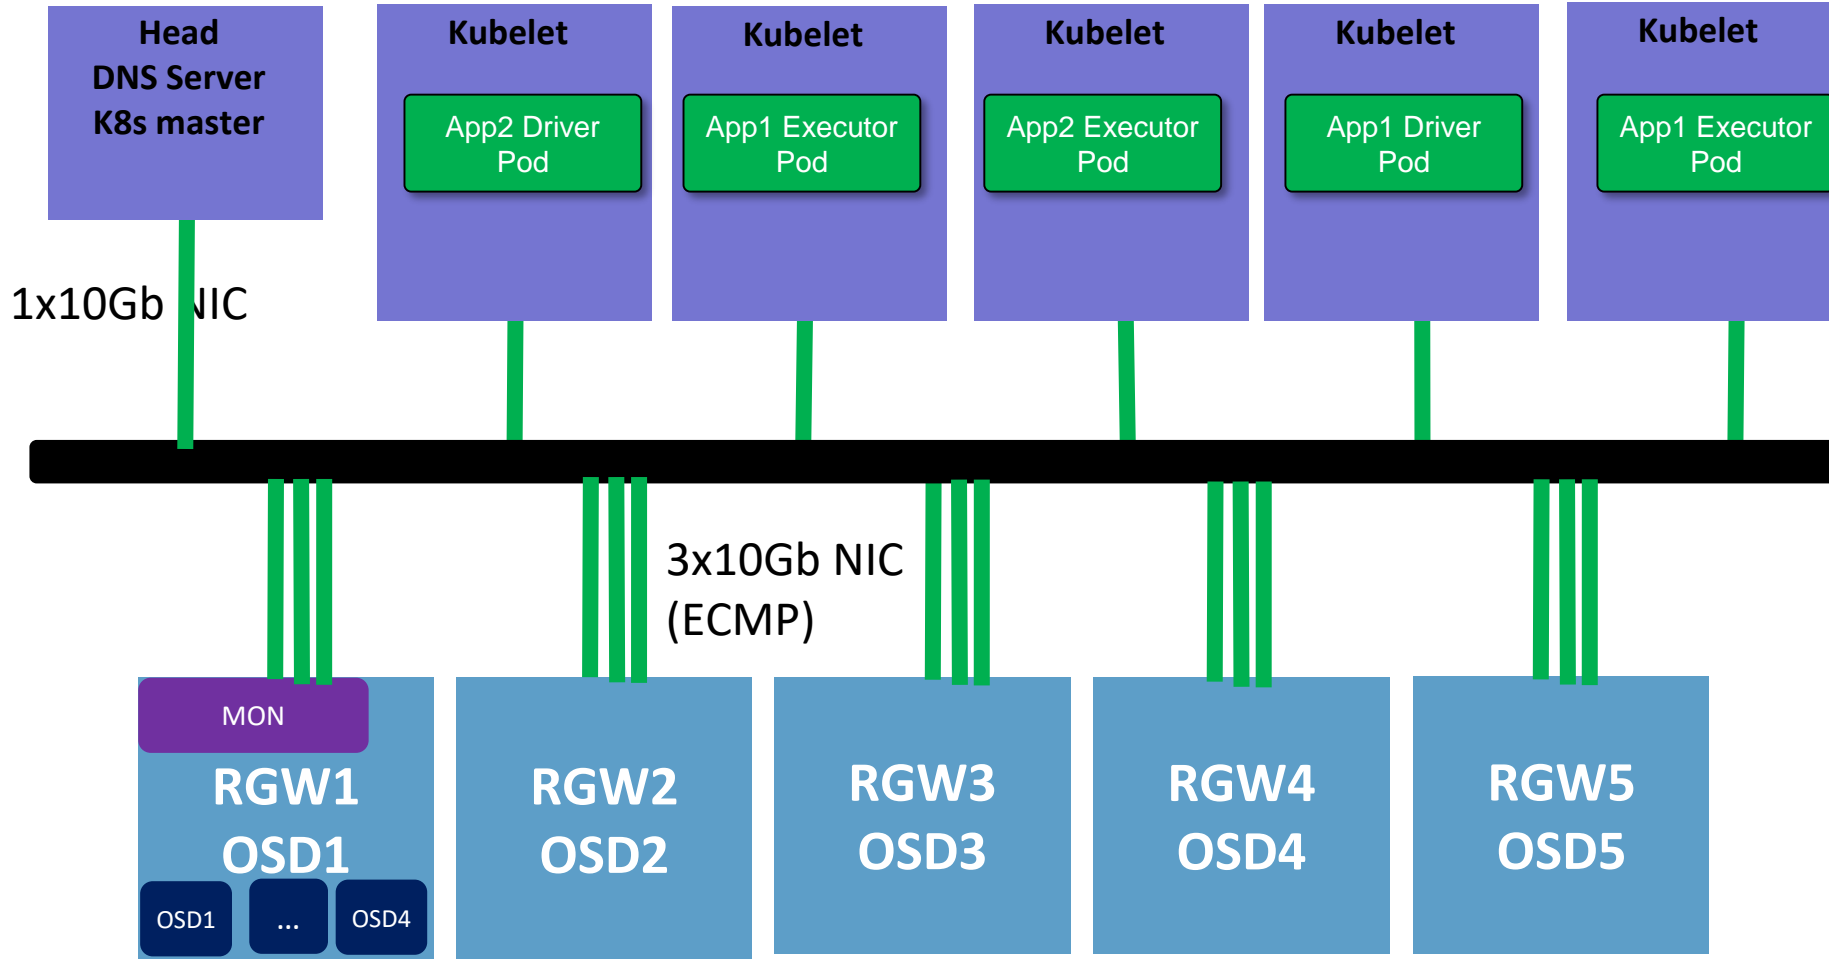 Head
DNS Server
K8s master
Kubelet
App2 Driver
Pod
Kubelet
App1 Executor
Pod
Kubelet
App2 Executor
Pod
Kubelet
App1 Driver
Pod
Kubelet
App1 Executor
Pod
1x10Gb NIC
3x10Gb NIC
(ECMP)
MON
RGW1
OSD1
OSD1
...
OSD4
RGW2
OSD2
RGW3
OSD3
RGW4
OSD4
RGW5
OSD5